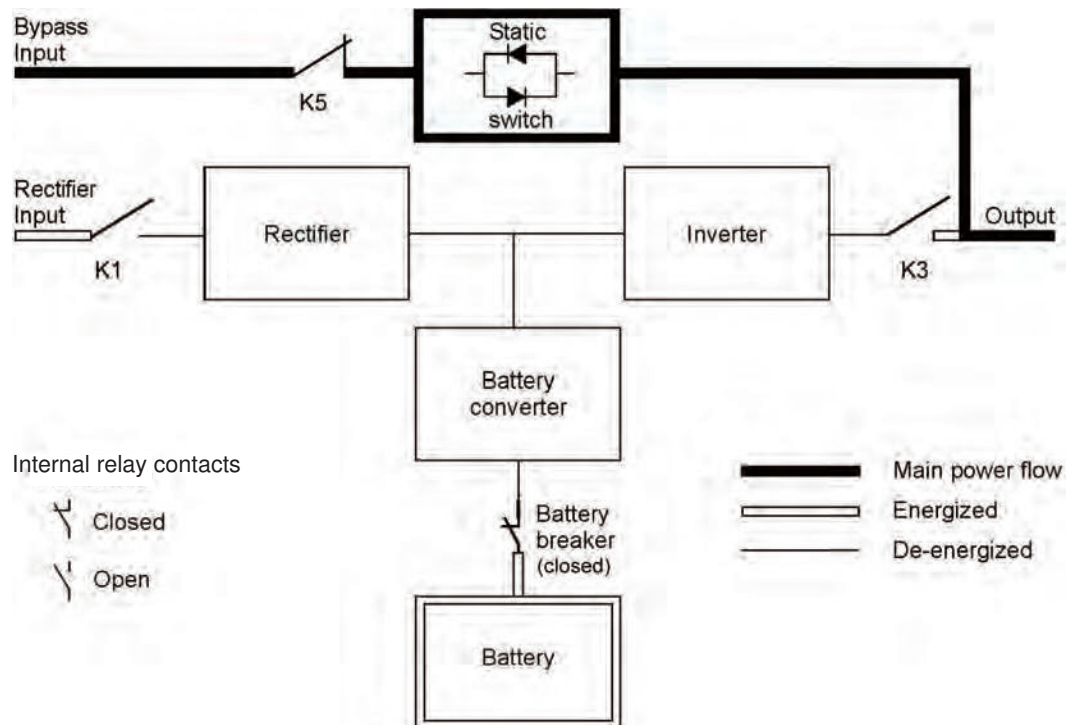 Bypass
Input
Static
switch
K5
Rectifier
Input
K1
Rectifier
Inverter
K3
Output
Battery
converter
Internal relay contacts
Closed
Open
Battery
breaker
(closed)
Battery
Main power flow
Energized
De-energized